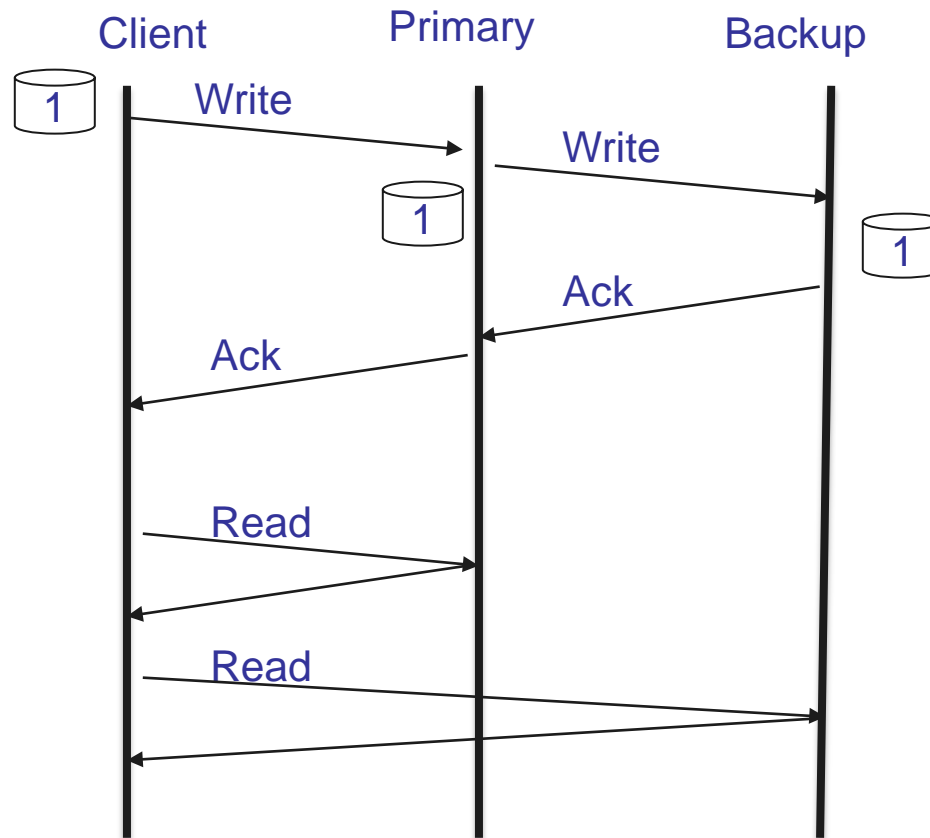 Client
Primary
Backup
1
Write
Write
1
1
Ack
Ack
Read
Read